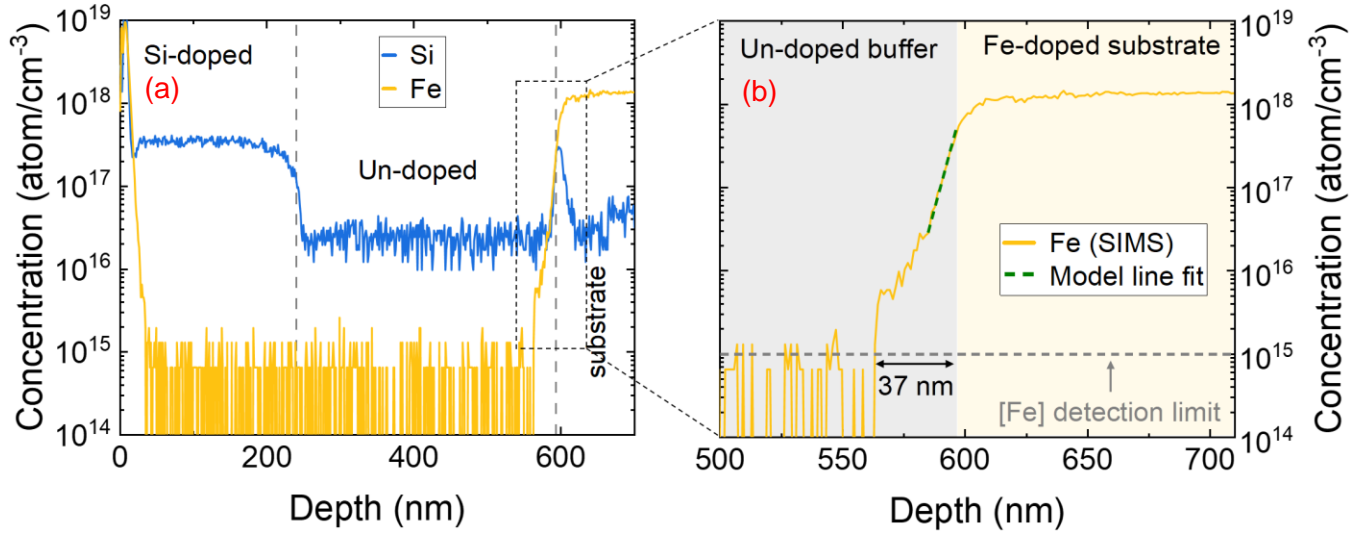 Concentration (atom/cm⁻³)
10¹⁹
10¹⁸
10¹⁷
10¹⁶
10¹⁵
10¹⁴
Si-doped
(a)
Si
Fe
Un-doped
substrate
0
200
400
600
Depth (nm)
Un-doped buffer
Fe-doped substrate
(b)
Fe (SIMS)
Model line fit
37 nm
[Fe] detection limit
500
550
600
650
700
Depth (nm)
10¹⁹
10¹⁸
10¹⁷
10¹⁶
10¹⁵
10¹⁴
Concentration (atom/cm⁻³)